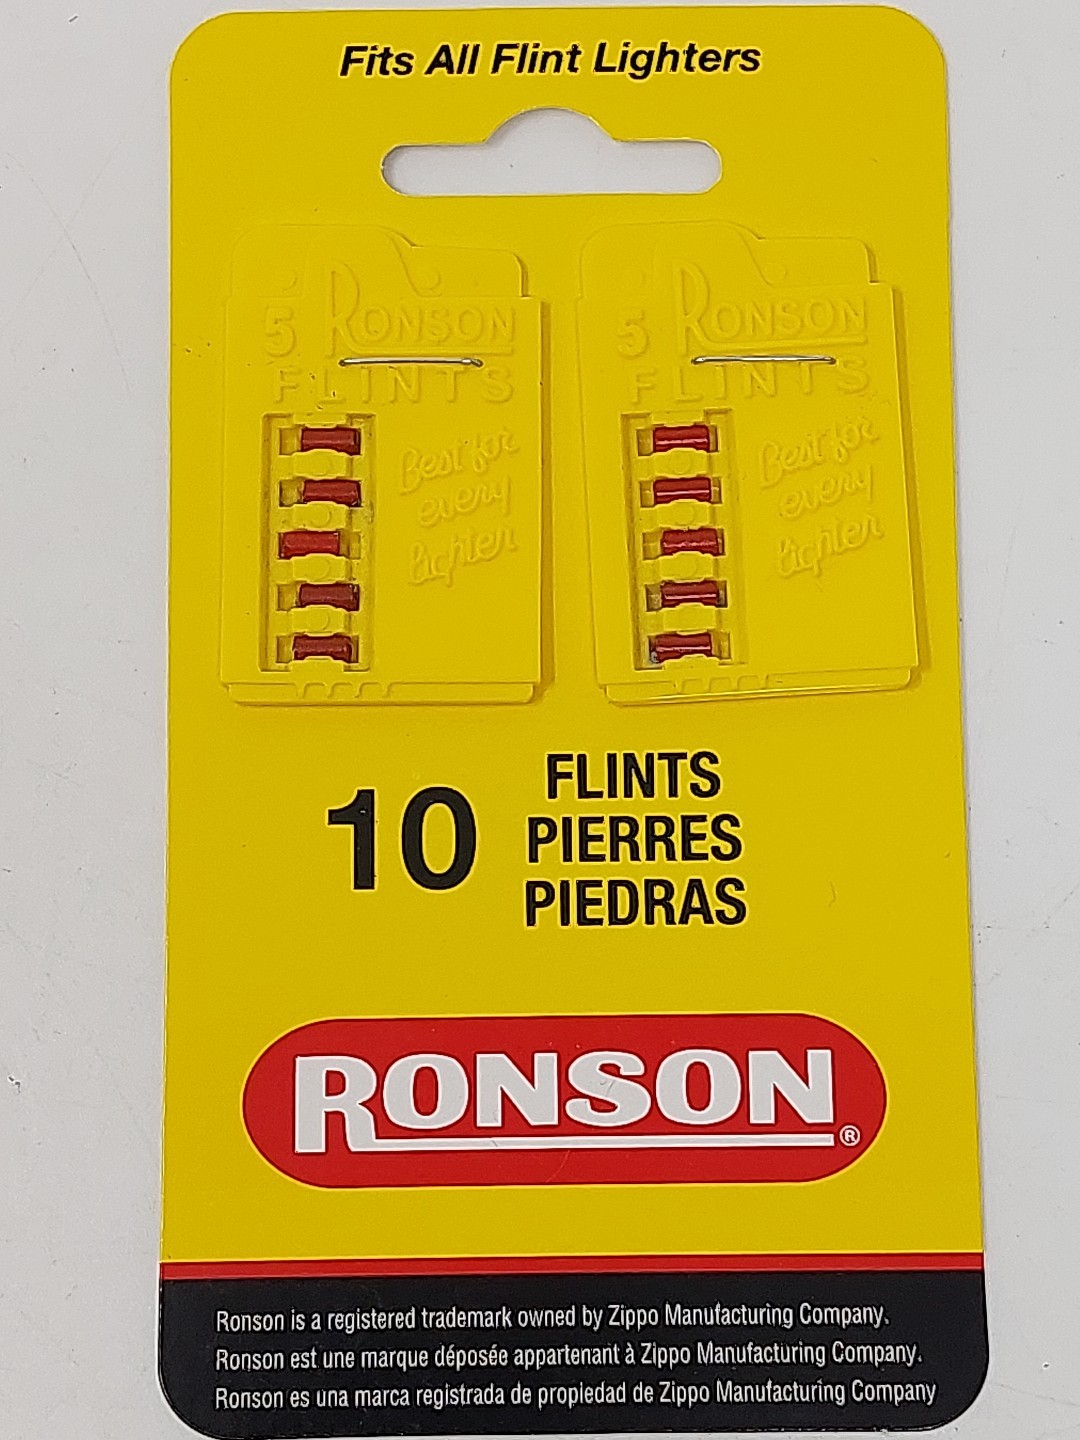 Fits All Flint Lighters
5 RONSON
FLINTS
Best for
every
lighter
5 RONSON
FLINTS
Best for
every
lighter
10
FLINTS
PIERRES
PIEDRAS
RONSON®
Ronson is a registered trademark owned by Zippo Manufacturing Company.
Ronson est une marque déposée appartenant à Zippo Manufacturing Company.
Ronson es una marca registrada de propiedad de Zippo Manufacturing Company